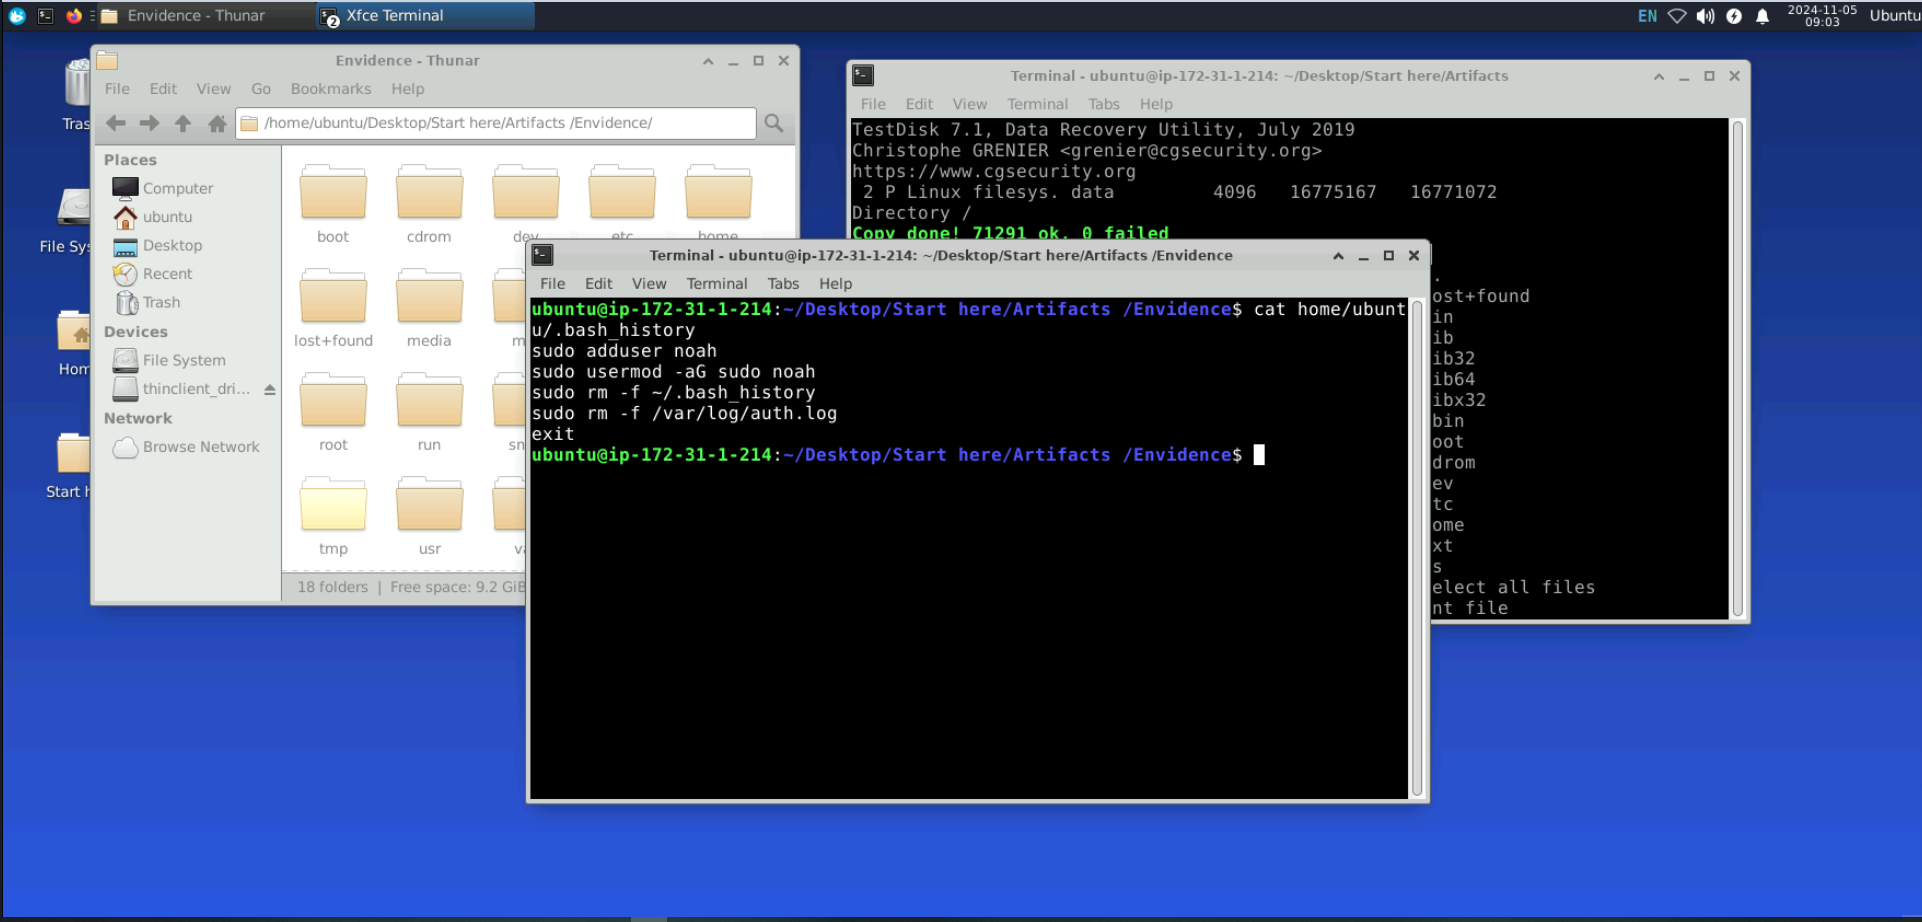 Envidence - Thunar
2 Xfce Terminal
EN
2024-11-05
09:03
Ubuntu
Tras
File Sys
Hom
Start h
Envidence - Thunar
File Edit View Go Bookmarks Help
/home/ubuntu/Desktop/Start here/Artifacts /Envidence/
Places
Computer
ubuntu
Desktop
Recent
Trash
Devices
File System
thinclient_dri...
Network
Browse Network
boot cdrom dev etc home
lost+found media m
root run sn
tmp usr va
18 folders | Free space: 9.2 GiB
Terminal - ubuntu@ip-172-31-1-214: ~/Desktop/Start here/Artifacts
File Edit View Terminal Tabs Help
TestDisk 7.1, Data Recovery Utility, July 2019
Christophe GRENIER <grenier@cgsecurity.org>
https://www.cgsecurity.org
2 P Linux filesys. data 4096 16775167 16771072
Directory /
Copy done! 71291 ok, 0 failed
.
ost+found
in
ib
ib32
ib64
ibx32
bin
oot
drom
ev
tc
ome
xt
s
elect all files
nt file
Terminal - ubuntu@ip-172-31-1-214: ~/Desktop/Start here/Artifacts /Envidence
File Edit View Terminal Tabs Help
ubuntu@ip-172-31-1-214:~/Desktop/Start here/Artifacts /Envidence$ cat home/ubunt
u/.bash_history
sudo adduser noah
sudo usermod -aG sudo noah
sudo rm -f ~/.bash_history
sudo rm -f /var/log/auth.log
exit
ubuntu@ip-172-31-1-214:~/Desktop/Start here/Artifacts /Envidence$